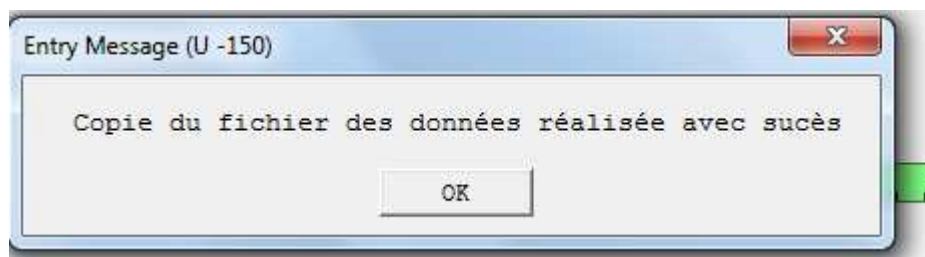 Entry Message (U -150)
Copie du fichier des données réalisée avec sucès
OK